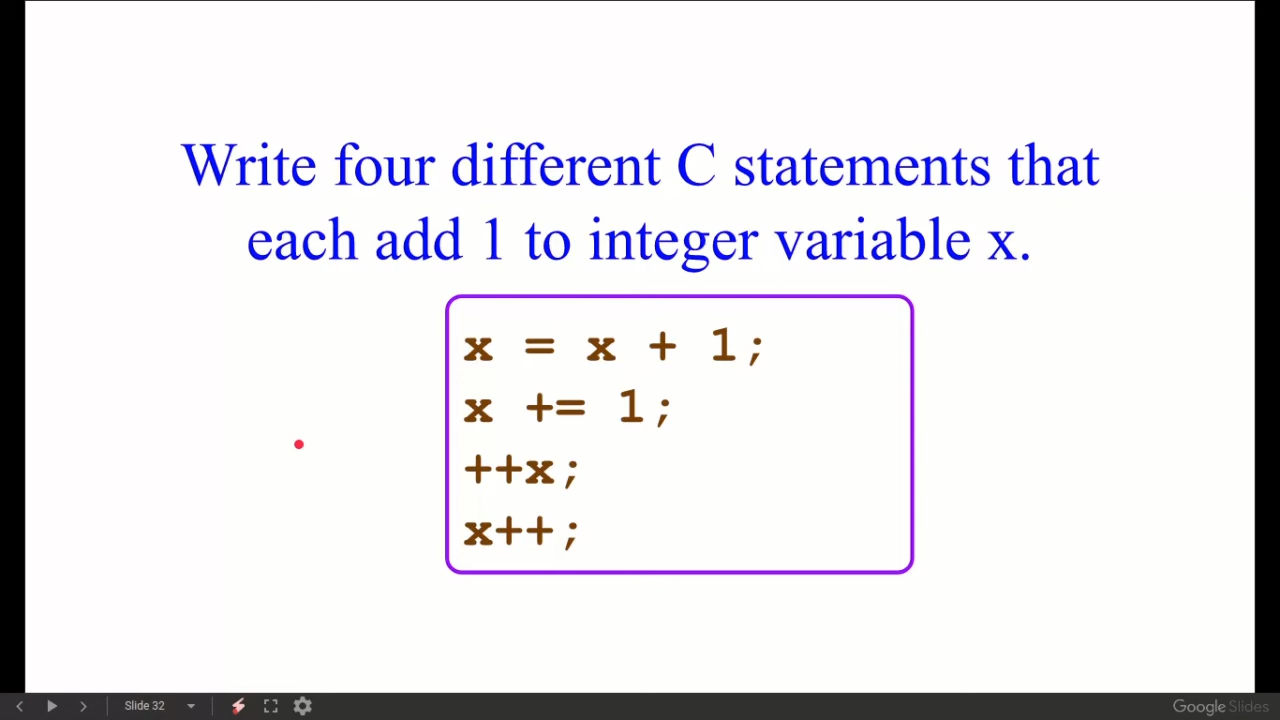 Write four different C statements that
each add 1 to integer variable x.
x = x + 1;
x += 1;
++x;
x++;
Slide 32
Google Slides